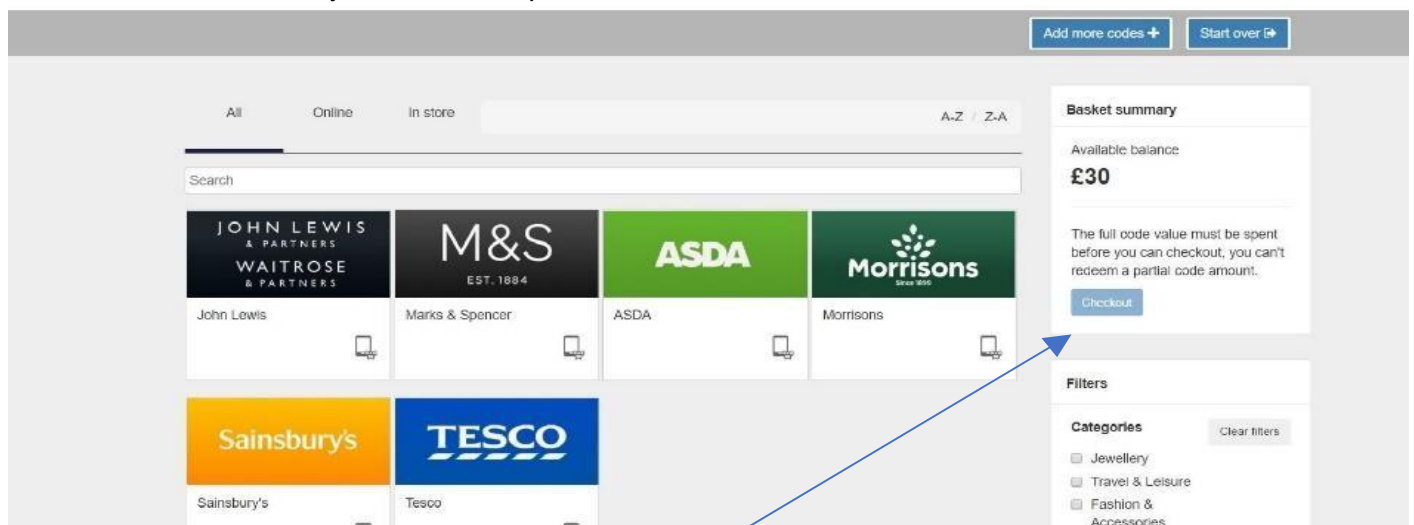 Add more codes +
Start over
All
Online
In store
A-Z / Z-A
Search
JOHN LEWIS
& PARTNERS
WAITROSE
& PARTNERS
John Lewis
M&S
EST. 1884
Marks & Spencer
ASDA
ASDA
Morrisons
Since 1899
Morrisons
Sainsbury's
Sainsbury's
TESCO
Tesco
Basket summary
Available balance
£30
The full code value must be spent
before you can checkout, you can't
redeem a partial code amount.
Checkout
Filters
Categories
Clear filters
Jewellery
Travel & Leisure
Fashion &
Accessories